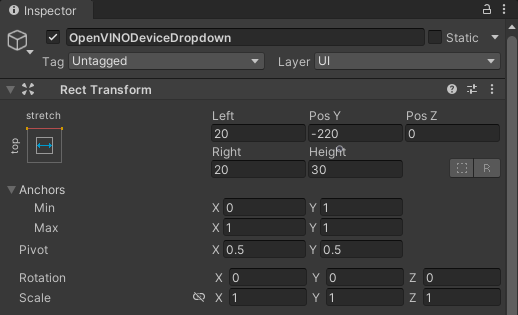 Inspector
OpenVINODeviceDropdown Static
Tag Untagged Layer UI
Rect Transform
stretch Left Pos Y Pos Z
top 20 -220 0
Right Height
20 30 R
Anchors
Min X 0 Y 1
Max X 1 Y 1
Pivot X 0.5 Y 0.5
Rotation X 0 Y 0 Z 0
Scale X 1 Y 1 Z 1